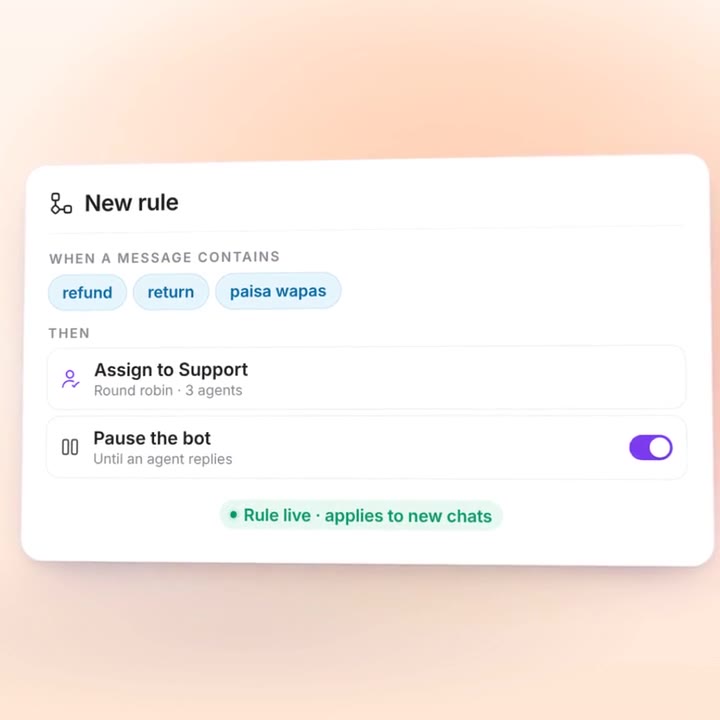 New rule
WHEN A MESSAGE CONTAINS
refund return paisa wapas
THEN
Assign to Support
Round robin · 3 agents
Pause the bot
Until an agent replies
Rule live · applies to new chats